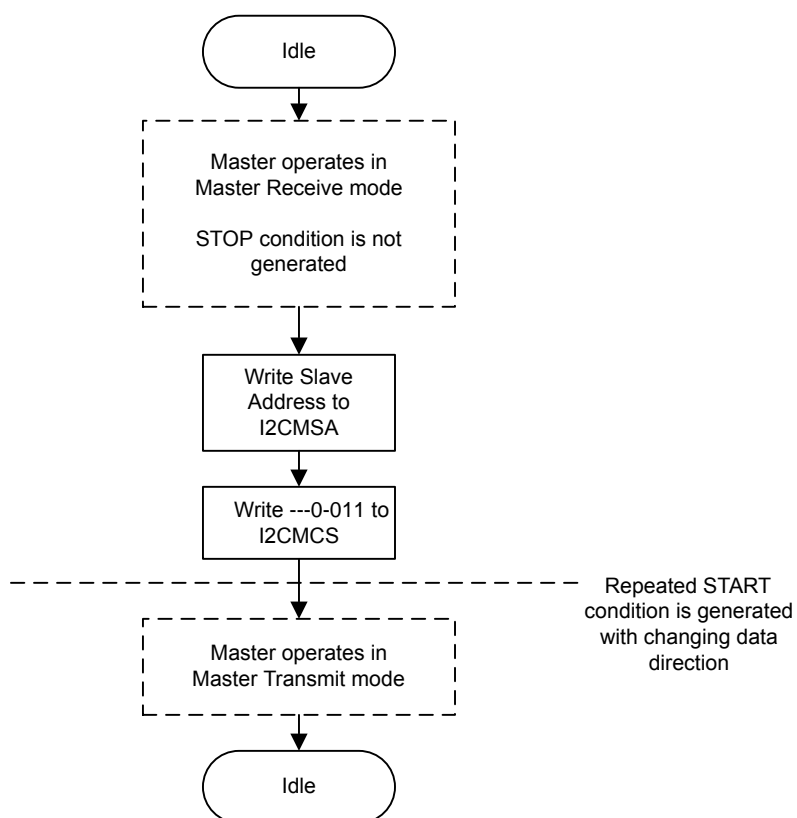 Idle
Master operates in
Master Receive mode
STOP condition is not
generated
Write Slave
Address to
I2CMSA
Write ---0-011 to
I2CMCS
Repeated START
condition is generated
with changing data
direction
Master operates in
Master Transmit mode
Idle